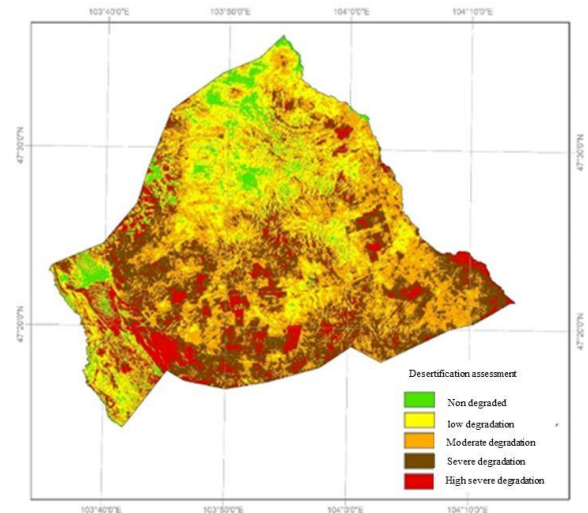 103°40'0"E 103°50'0"E 104°0'0"E 104°10'0"E
47°30'0"N 47°30'0"N
47°20'0"N 47°20'0"N
Desertification assessment
Non degraded
low degradation
Moderate degradation
Severe degradation
High severe degradation
103°40'0"E 103°50'0"E 104°0'0"E 104°10'0"E